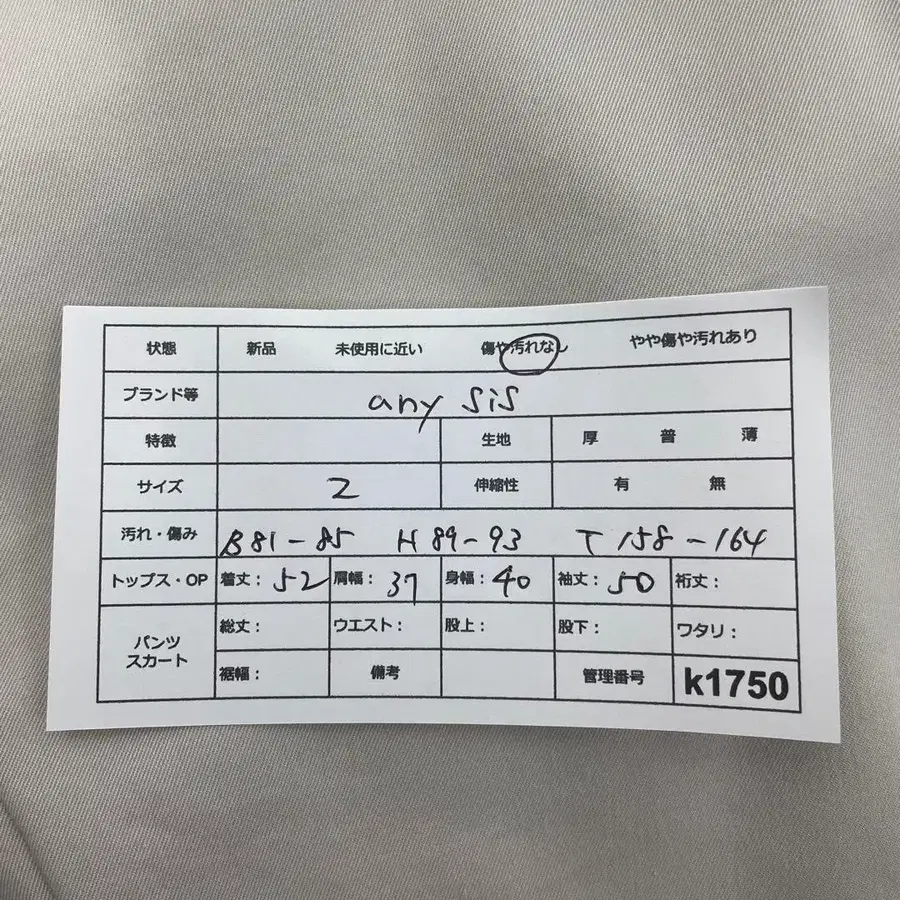 状態 新品 未使用に近い 傷や汚れなし やや傷や汚れあり
ブランド等 any SiS
特徴 生地 厚 普 薄
サイズ 2 伸縮性 有 無
汚れ・傷み B81-85 H89-93 T158-164
トップス・OP 着丈:52 肩幅:37 身幅:40 袖丈:50 裄丈:
パンツ スカート 総丈: ウエスト: 股上: 股下: ワタリ:
裾幅: 備考 管理番号 k1750